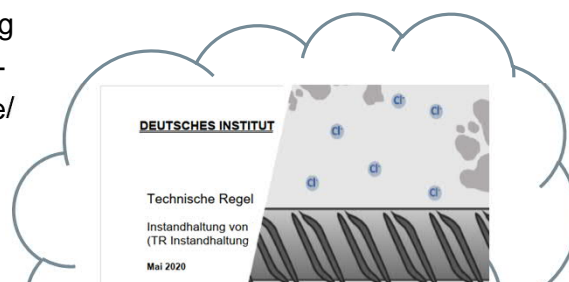 g
-
e/
DEUTSCHES INSTITUT
Technische Regel
Instandhaltung von
(TR Instandhaltung
Mai 2020
Cl-
Cl-
Cl-
Cl-
Cl-
Cl-